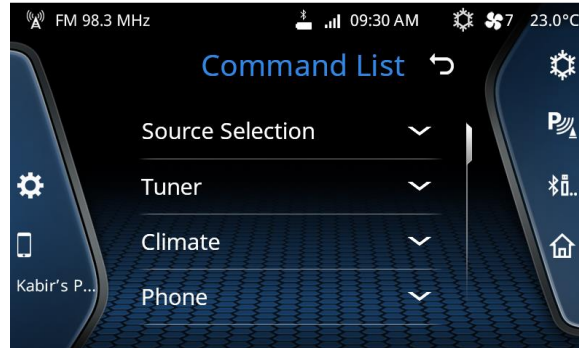 FM 98.3 MHz 09:30 AM 7 23.0°C
Command List
Source Selection
Tuner
Climate
Phone
Kabir's P...